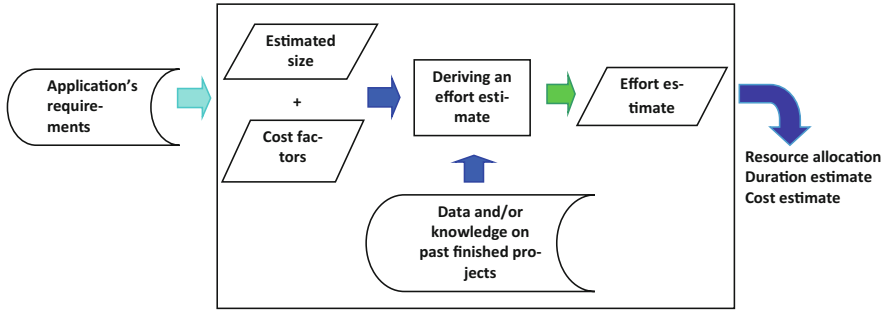 Application's
require-
ments
Estimated
size
+
Cost fac-
tors
Deriving an
effort esti-
mate
Effort es-
timate
Data and/or
knowledge on
past finished pro-
jects
Resource allocation
Duration estimate
Cost estimate